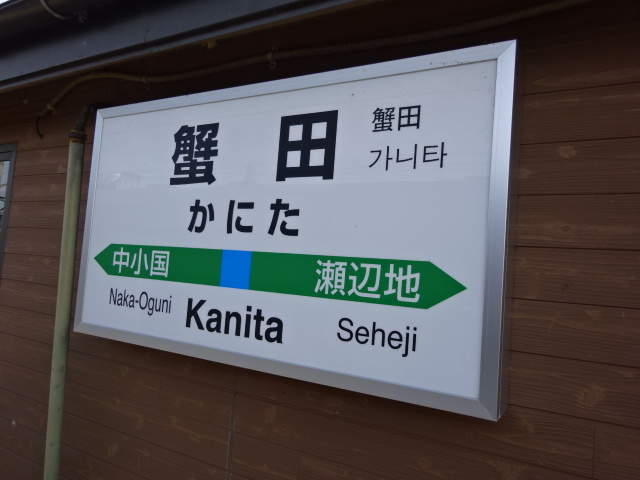 蟹田
蟹田
가니타
かにた
中小国
瀬辺地
Naka-Oguni
Kanita
Seheji